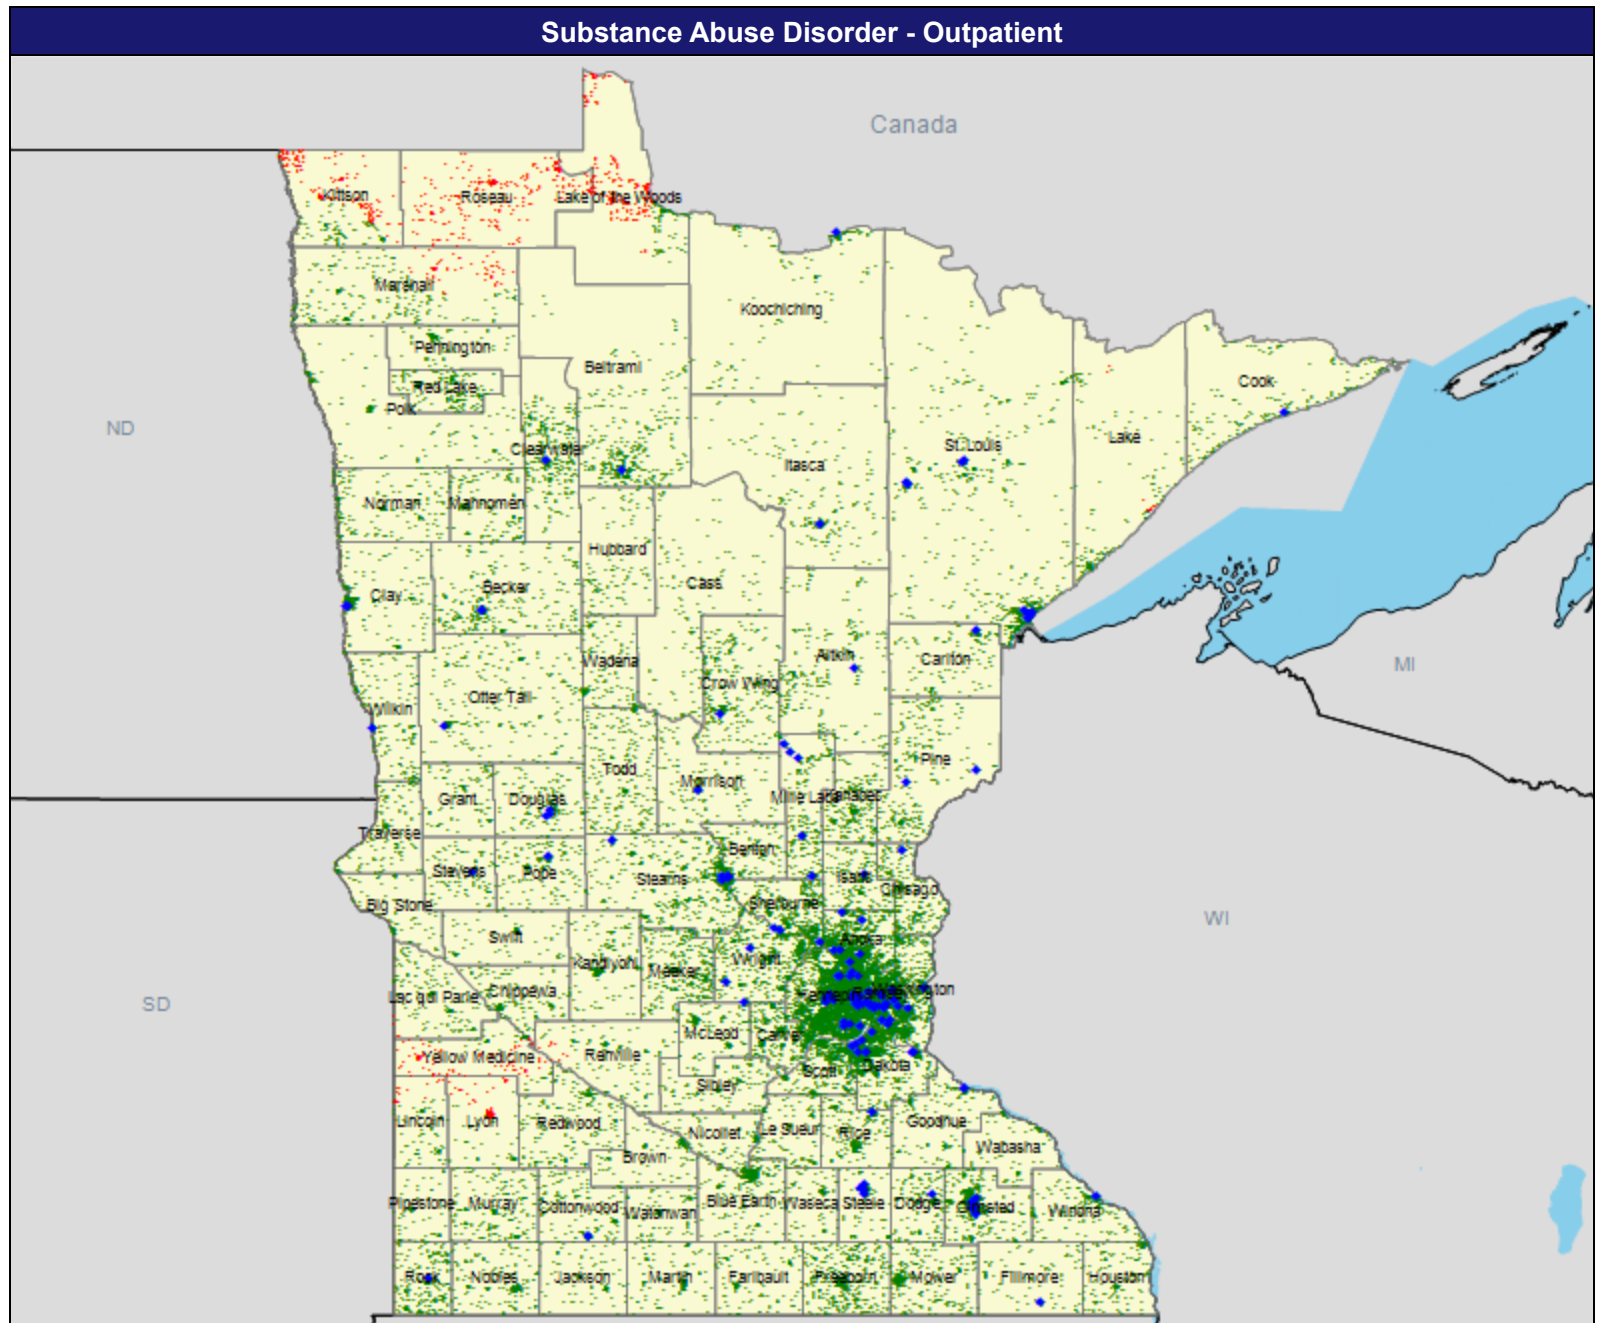 Substance Abuse Disorder - Outpatient
Canada
Kittson
Roseau
Lake of the Woods
Marshall
Koochiching
Pennington
Beltrami
Red Lake
Cook
Polk
ND
Clearwater
St. Louis
Lake
Itasca
Norman
Mahnomen
Hubbard
Cass
Becker
Clay
Wadena
Aitkin
Carlton
MI
Crow Wing
Otter Tail
Wilkin
Pine
Todd
Morrison
Mille Lacs
Kanabec
Grant
Douglas
Traverse
Benton
Stevens
Pope
Stearns
Isanti
Chisago
Big Stone
Sherburne
WI
Swift
Anoka
Kandiyohi
Meeker
Wright
Lac qui Parle
Chippewa
Hennepin
Ramsey
Washington
SD
McLeod
Carver
Yellow Medicine
Renville
Scott
Dakota
Sibley
Lincoln
Lyon
Redwood
Nicollet
Le Sueur
Rice
Goodhue
Wabasha
Brown
Pipestone
Murray
Cottonwood
Watonwan
Blue Earth
Waseca
Steele
Dodge
Olmsted
Winona
Rock
Nobles
Jackson
Martin
Faribault
Freeborn
Mower
Fillmore
Houston